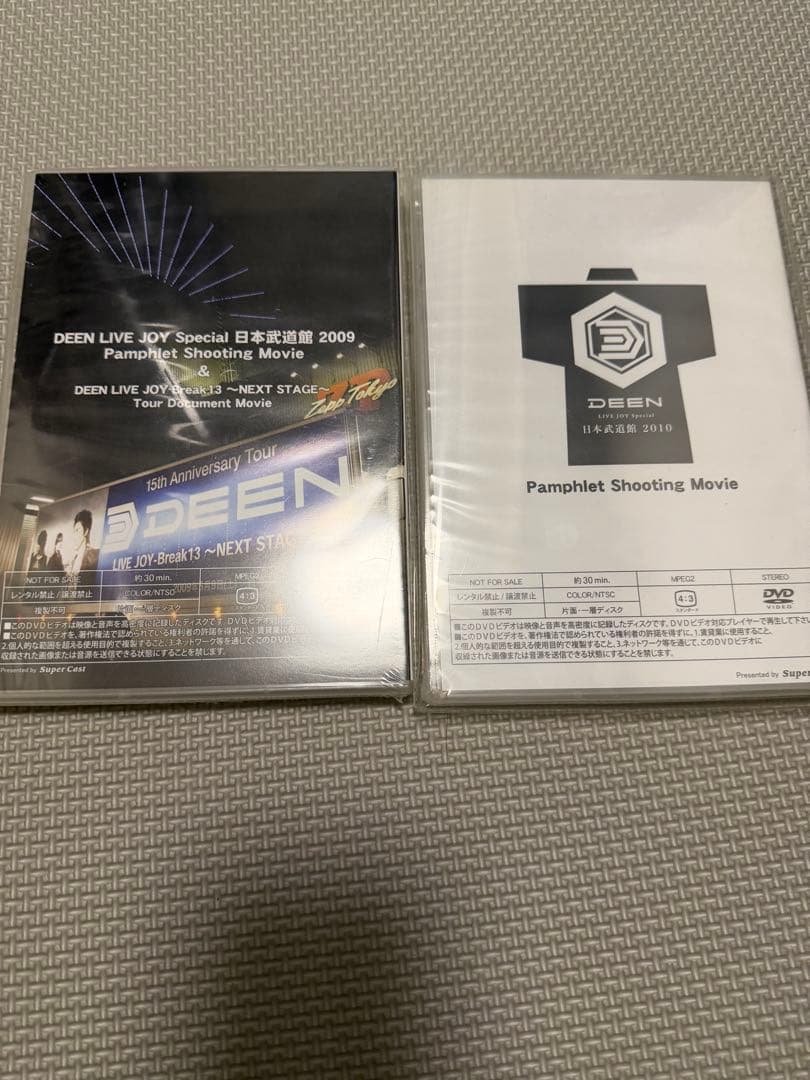 DEEN LIVE JOY Special 日本武道館 2009
Pamphlet Shooting Movie
&
DEEN LIVE JOY-Break13 ～NEXT STAGE～
Tour Document Movie
Zepp Tokyo
15th Anniversary Tour
DEEN
LIVE JOY-Break13 ～NEXT STAG
NOT FOR SALE 約30 min. MPEG2
レンタル禁止/譲渡禁止 COLOR/NTSC 4:3
複製不可 片面・一層ディスク
■このDVDビデオは映像と音声を高密度に記録したディスクです。DVDビデオ対
■このDVDビデオを、著作権法で認められている権利者の許諾を得ずに、1.賃貸業に使用
2.個人的な範囲を超える使用目的で複製すること、3.ネットワーク等を通して、このDVDビ
収録された画像または音源を送信できる状態にすることを禁じます。
Presented by Super Cast
DEEN
LIVE JOY Special
日本武道館 2010
Pamphlet Shooting Movie
NOT FOR SALE 約30 min. MPEG2 STEREO
レンタル禁止/譲渡禁止 COLOR/NTSC 4:3 スタンダード DVD VIDEO
複製不可 片面・一層ディスク
■このDVDビデオは映像と音声を高密度に記録したディスクです。DVDビデオ対応プレイヤーで再生して下さい
■このDVDビデオを、著作権法で認められている権利者の許諾を得ずに、1.賃貸業に使用すること、
2.個人的な範囲を超える使用目的で複製すること、3.ネットワーク等を通して、このDVDビデオに
収録された画像または音源を送信できる状態にすることを禁じます。
Presented by Super